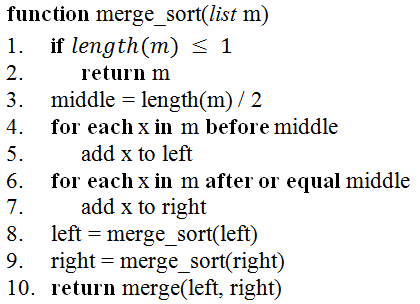 function merge_sort(list m)
1. if length(m) ≤ 1
2. return m
3. middle = length(m) / 2
4. for each x in m before middle
5. add x to left
6. for each x in m after or equal middle
7. add x to right
8. left = merge_sort(left)
9. right = merge_sort(right)
10. return merge(left, right)